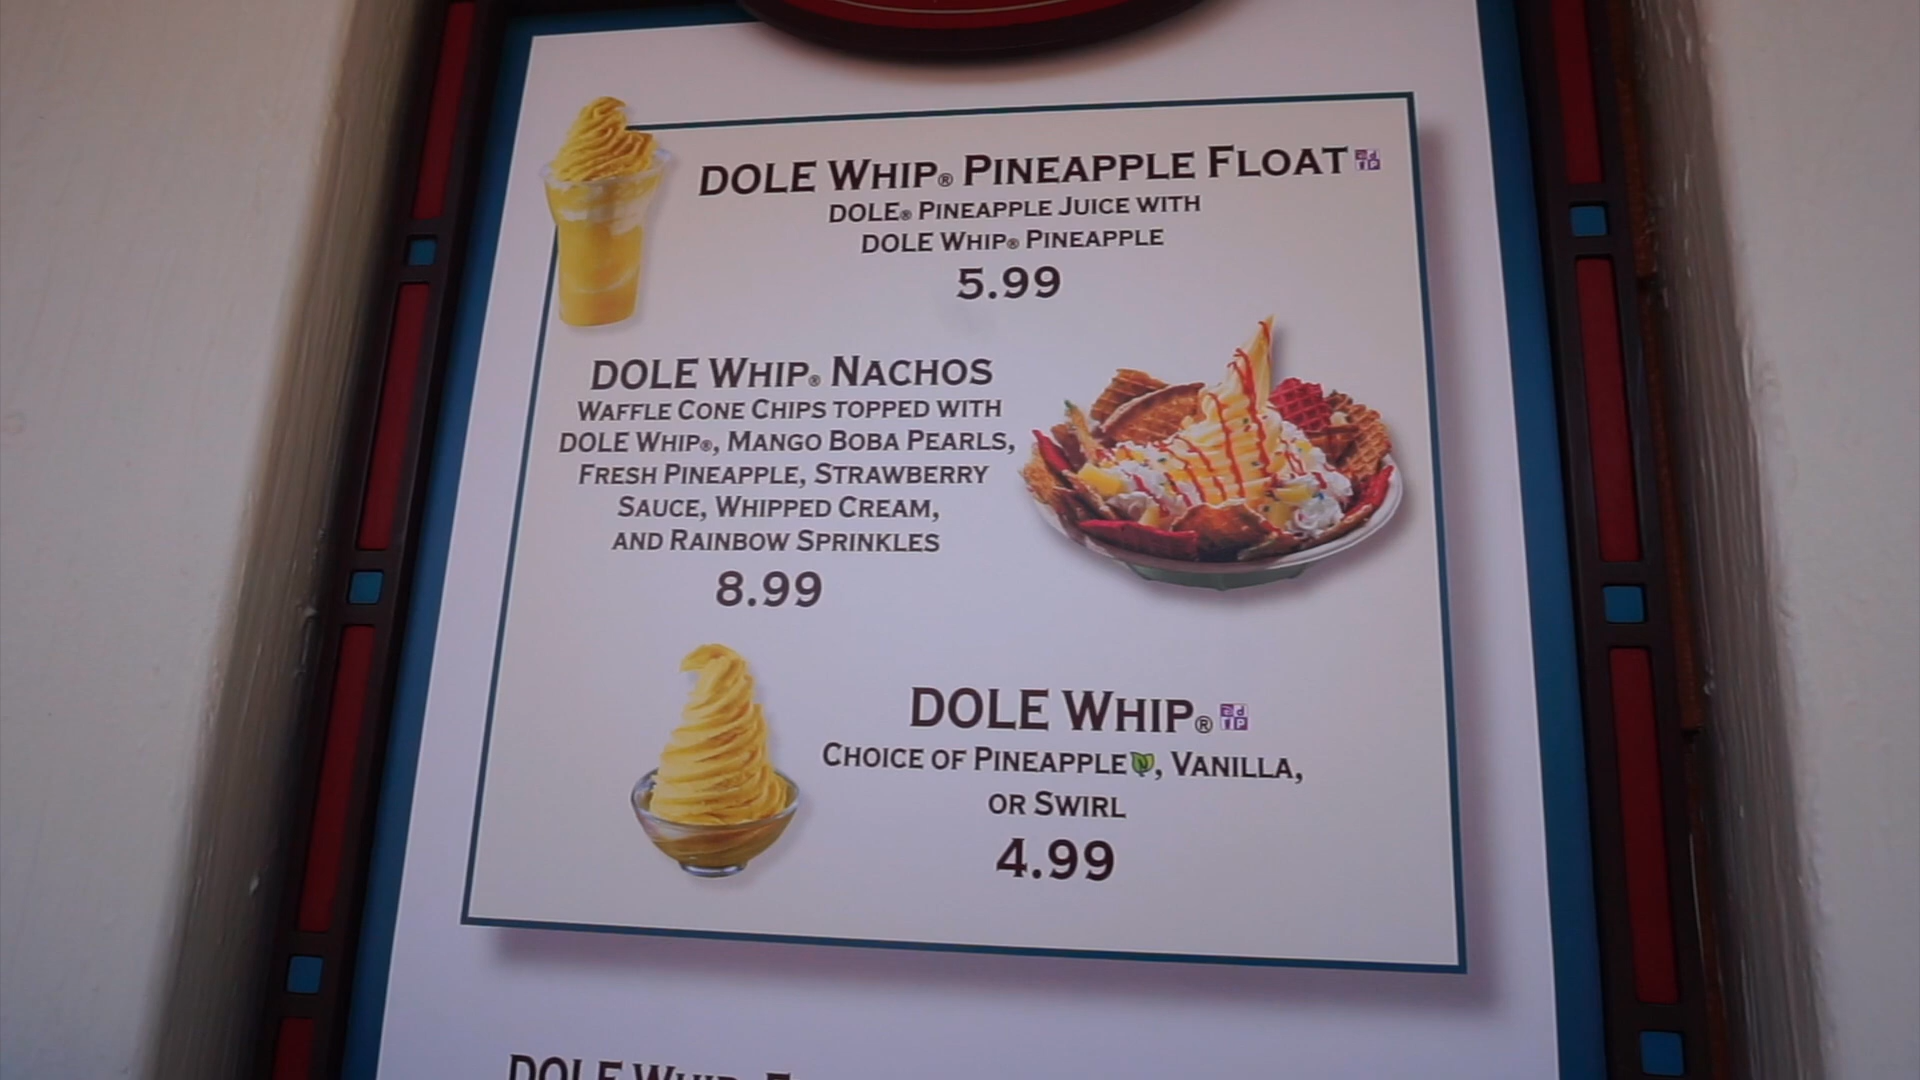 DOLE WHIP® PINEAPPLE FLOAT
DOLE® PINEAPPLE JUICE WITH
DOLE WHIP® PINEAPPLE
5.99
DOLE WHIP® NACHOS
WAFFLE CONE CHIPS TOPPED WITH
DOLE WHIP®, MANGO BOBA PEARLS,
FRESH PINEAPPLE, STRAWBERRY
SAUCE, WHIPPED CREAM,
AND RAINBOW SPRINKLES
8.99
DOLE WHIP®
CHOICE OF PINEAPPLE, VANILLA,
OR SWIRL
4.99
DOLE WHIP